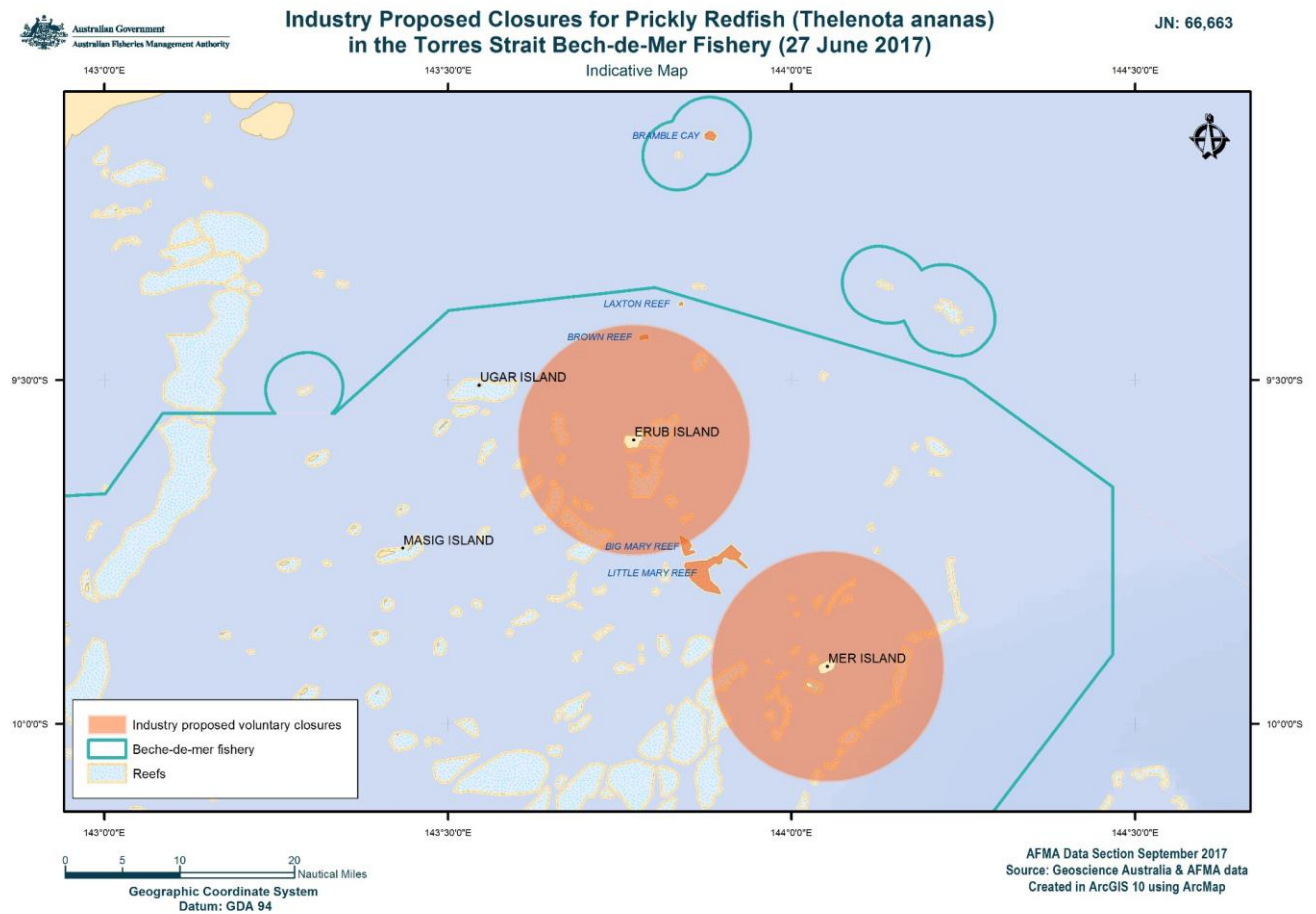 Australian Government
Australian Fisheries Management Authority
Industry Proposed Closures for Prickly Redfish (Thelenota ananas)
in the Torres Strait Bech-de-Mer Fishery (27 June 2017)
Indicative Map
JN: 66,663
143°0'0"E
143°30'0"E
144°0'0"E
144°30'0"E
BRAMBLE CAY
LAXTON REEF
BROWN REEF
9°30'0"S
9°30'0"S
UGAR ISLAND
ERUB ISLAND
MASIG ISLAND
BIG MARY REEF
LITTLE MARY REEF
MER ISLAND
10°0'0"S
10°0'0"S
Industry proposed voluntary closures
Beche-de-mer fishery
Reefs
143°0'0"E
143°30'0"E
144°0'0"E
144°30'0"E
0 5 10 20
Nautical Miles
Geographic Coordinate System
Datum: GDA 94
AFMA Data Section September 2017
Source: Geoscience Australia & AFMA data
Created in ArcGIS 10 using ArcMap